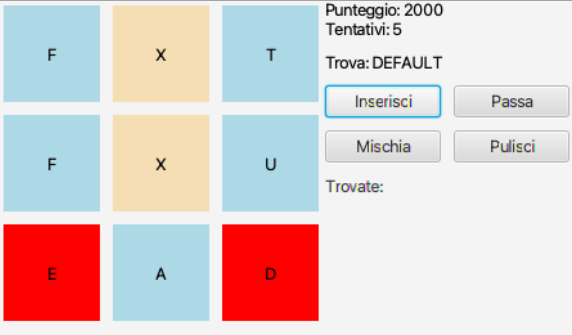 F X T
F X U
E A D
Punteggio: 2000
Tentativi: 5
Trova: DEFAULT
Inserisci Passa
Mischia Pulisci
Trovate: